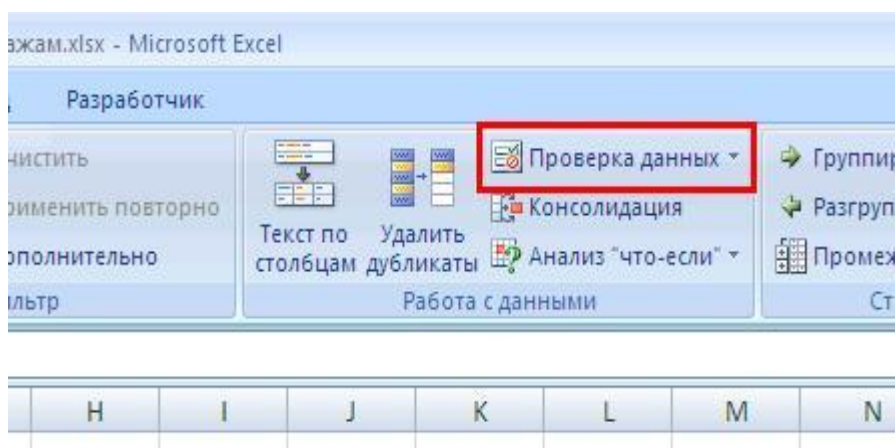 ажам.xlsx - Microsoft Excel
Разработчик
чистить
рименить повторно
ополнительно
льтр
Текст по столбцам
Удалить дубликаты
Проверка данных
Консолидация
Анализ "что-если"
Работа с данными
Группир
Разгруп
Промеж
Ст
H I J K L M N